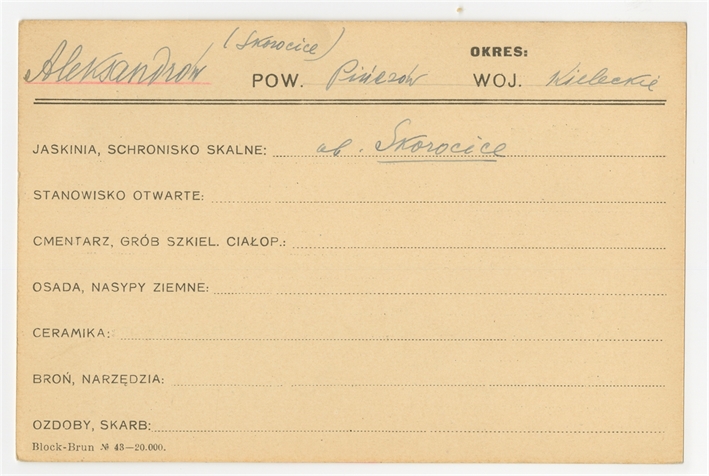 (Skorocice)
OKRES:
Aleksandrów POW. Pińczów WOJ. Kieleckie
JASKINIA, SCHRONISKO SKALNE: ob. Skorocice
STANOWISKO OTWARTE:
CMENTARZ, GRÓB SZKIEL. CIAŁOP.:
OSADA, NASYPY ZIEMNE:
CERAMIKA:
BROŃ, NARZĘDZIA:
OZDOBY, SKARB:
Block-Brun № 43—20.000.